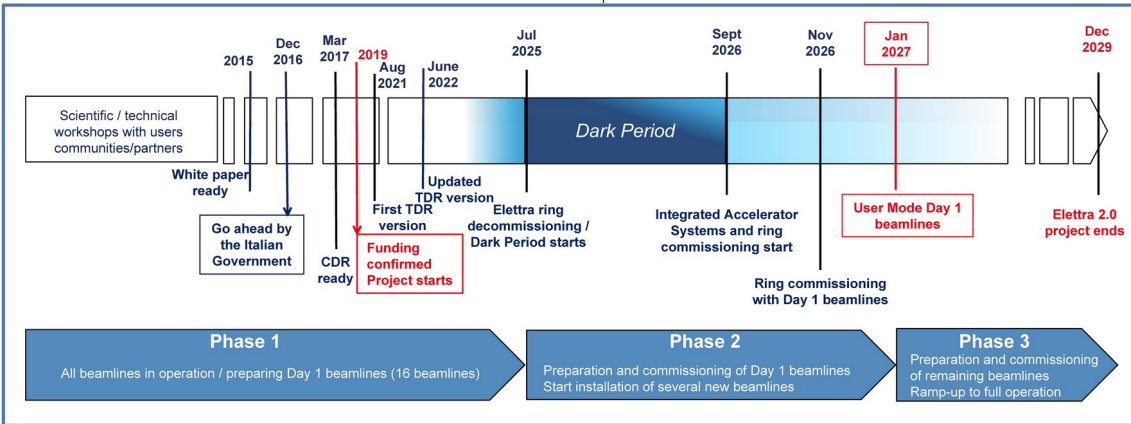 2015
Dec
2016
Mar
2017
2019
Aug
2021
June
2022
Jul
2025
Sept
2026
Nov
2026
Jan
2027
Dec
2029
Scientific / technical
workshops with users
communities/partners
Dark Period
White paper
ready
Go ahead by
the Italian
Government
CDR
ready
Funding
confirmed
Project starts
First TDR
version
Updated
TDR version
Elettra ring
decommissioning /
Dark Period starts
Integrated Accelerator
Systems and ring
commissioning start
Ring commissioning
with Day 1 beamlines
User Mode Day 1
beamlines
Elettra 2.0
project ends
Phase 1
All beamlines in operation / preparing Day 1 beamlines (16 beamlines)
Phase 2
Preparation and commissioning of Day 1 beamlines
Start installation of several new beamlines
Phase 3
Preparation and commissioning
of remaining beamlines
Ramp-up to full operation